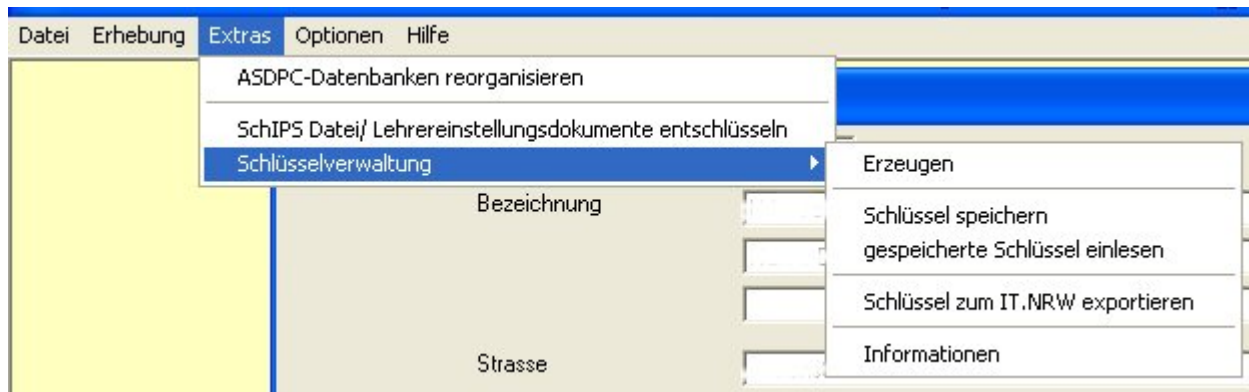 Datei Erhebung Extras Optionen Hilfe
ASDPC-Datenbanken reorganisieren
SchIPS Datei/ Lehrereinstellungsdokumente entschlüsseln
Schlüsselverwaltung
Erzeugen
Schlüssel speichern
gespeicherte Schlüssel einlesen
Schlüssel zum IT.NRW exportieren
Informationen
Bezeichnung
Strasse